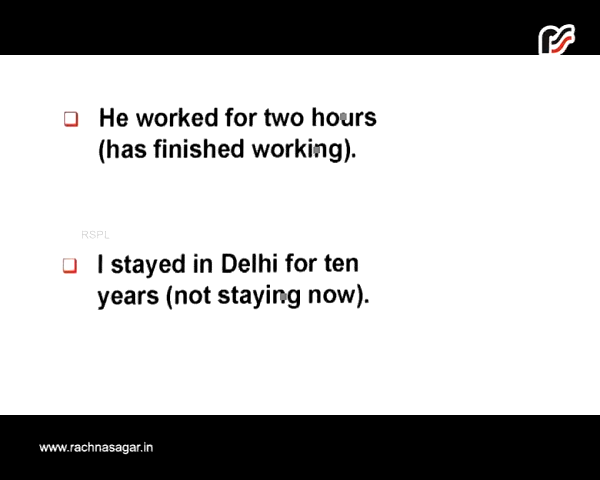 He worked for two hours
(has finished working).
RSPL
I stayed in Delhi for ten
years (not staying now).
www.rachnasagar.in